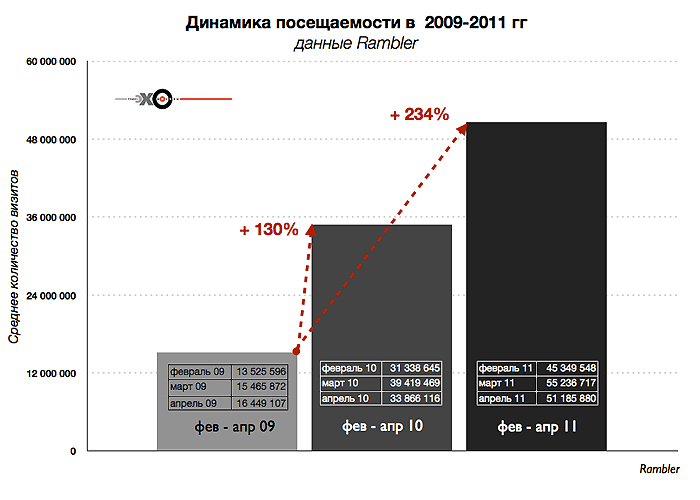 Динамика посещаемости в 2009-2011 гг
данные Rambler
60 000 000
48 000 000
36 000 000
24 000 000
12 000 000
0
Среднее количество визитов
ЭХО
+ 130%
+ 234%
февраль 09 13 525 596
март 09 15 465 872
апрель 09 16 449 107
фев - апр 09
февраль 10 31 338 645
март 10 39 419 469
апрель 10 33 866 116
фев - апр 10
февраль 11 45 349 548
март 11 55 236 717
апрель 11 51 185 880
фев - апр 11
Rambler